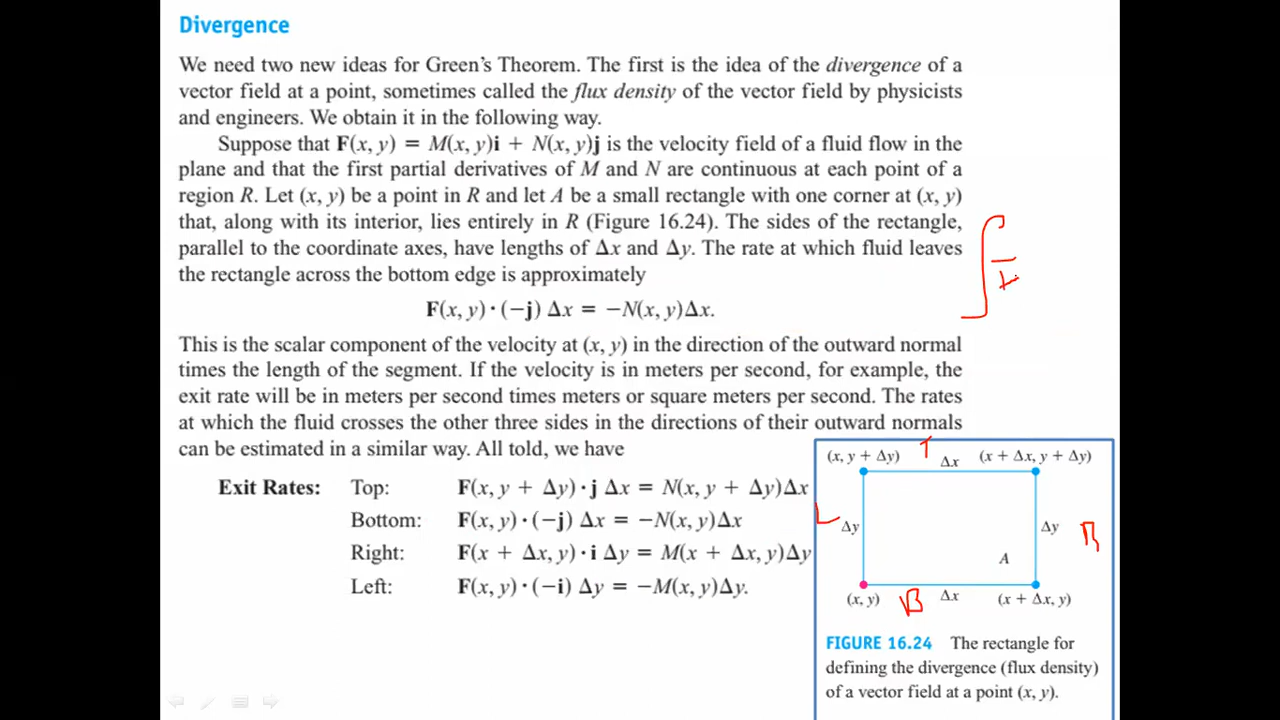 Divergence
We need two new ideas for Green's Theorem. The first is the idea of the divergence of a
vector field at a point, sometimes called the flux density of the vector field by physicists
and engineers. We obtain it in the following way.
Suppose that F(x, y) = M(x, y)i + N(x, y)j is the velocity field of a fluid flow in the
plane and that the first partial derivatives of M and N are continuous at each point of a
region R. Let (x, y) be a point in R and let A be a small rectangle with one corner at (x, y)
that, along with its interior, lies entirely in R (Figure 16.24). The sides of the rectangle,
parallel to the coordinate axes, have lengths of Δx and Δy. The rate at which fluid leaves
the rectangle across the bottom edge is approximately
F(x, y) · (−j) Δx = −N(x, y)Δx.
This is the scalar component of the velocity at (x, y) in the direction of the outward normal
times the length of the segment. If the velocity is in meters per second, for example, the
exit rate will be in meters per second times meters or square meters per second. The rates
at which the fluid crosses the other three sides in the directions of their outward normals
can be estimated in a similar way. All told, we have
Exit Rates: Top: F(x, y + Δy) · j Δx = N(x, y + Δy)Δx
Bottom: F(x, y) · (−j) Δx = −N(x, y)Δx
Right: F(x + Δx, y) · i Δy = M(x + Δx, y)Δy
Left: F(x, y) · (−i) Δy = −M(x, y)Δy.
T
(x, y + Δy) Δx (x + Δx, y + Δy)
L Δy Δy R
A
(x, y) B Δx (x + Δx, y)
FIGURE 16.24 The rectangle for
defining the divergence (flux density)
of a vector field at a point (x, y).